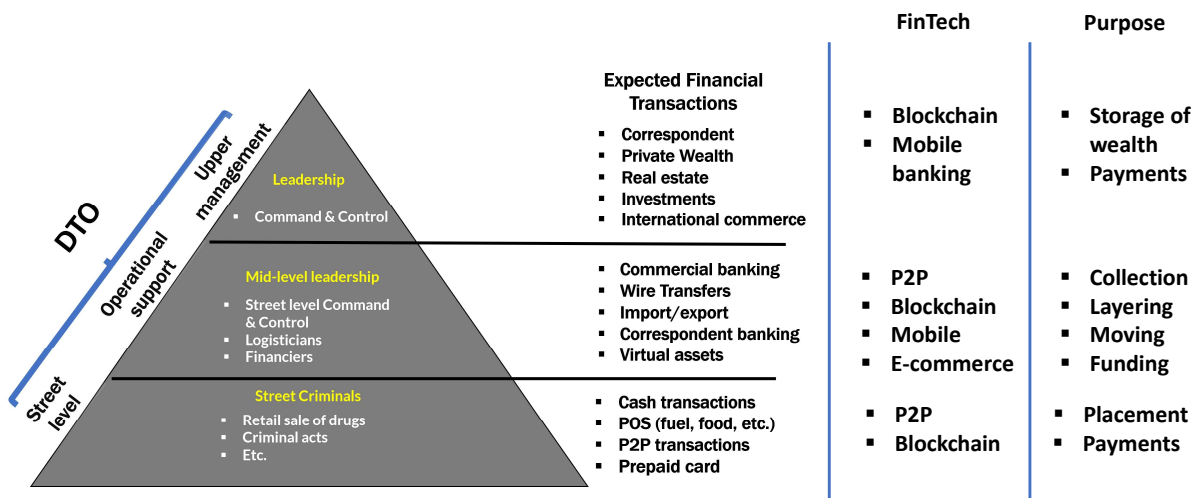 FinTech
Purpose
Expected Financial
Transactions
DTO
Upper
management
Operational
support
Street
level
Leadership
▪ Command & Control
▪ Correspondent
▪ Private Wealth
▪ Real estate
▪ Investments
▪ International commerce
▪ Blockchain
▪ Mobile
banking
▪ Storage of
wealth
▪ Payments
Mid-level leadership
▪ Street level Command
& Control
▪ Logisticians
▪ Financiers
▪ Commercial banking
▪ Wire Transfers
▪ Import/export
▪ Correspondent banking
▪ Virtual assets
▪ P2P
▪ Blockchain
▪ Mobile
▪ E-commerce
▪ Collection
▪ Layering
▪ Moving
▪ Funding
Street Criminals
▪ Retail sale of drugs
▪ Criminal acts
▪ Etc.
▪ Cash transactions
▪ POS (fuel, food, etc.)
▪ P2P transactions
▪ Prepaid card
▪ P2P
▪ Blockchain
▪ Placement
▪ Payments